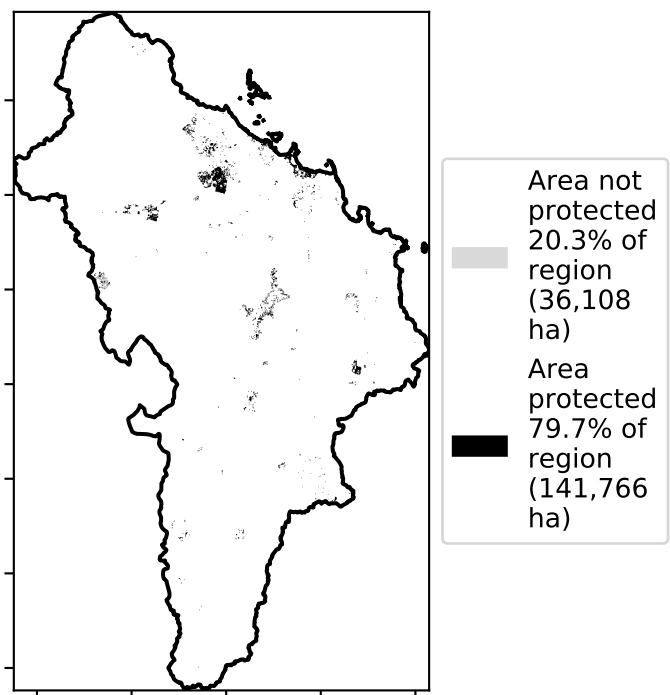 Area not
protected
20.3% of
region
(36,108
ha)
Area
protected
79.7% of
region
(141,766
ha)